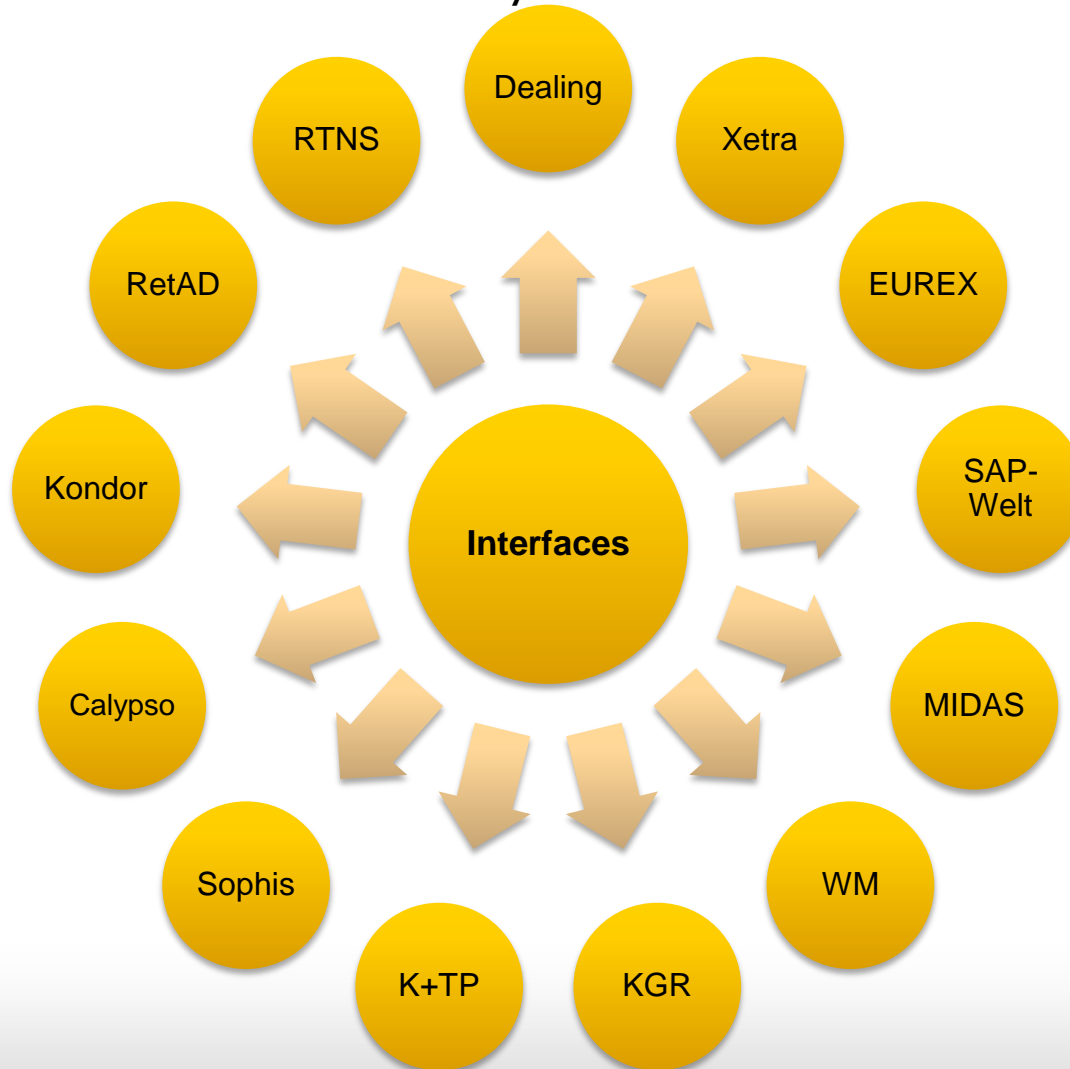 Dealing
Xetra
EUREX
SAP-
Welt
MIDAS
WM
KGR
K+TP
Sophis
Calypso
Kondor
RetAD
RTNS
Interfaces